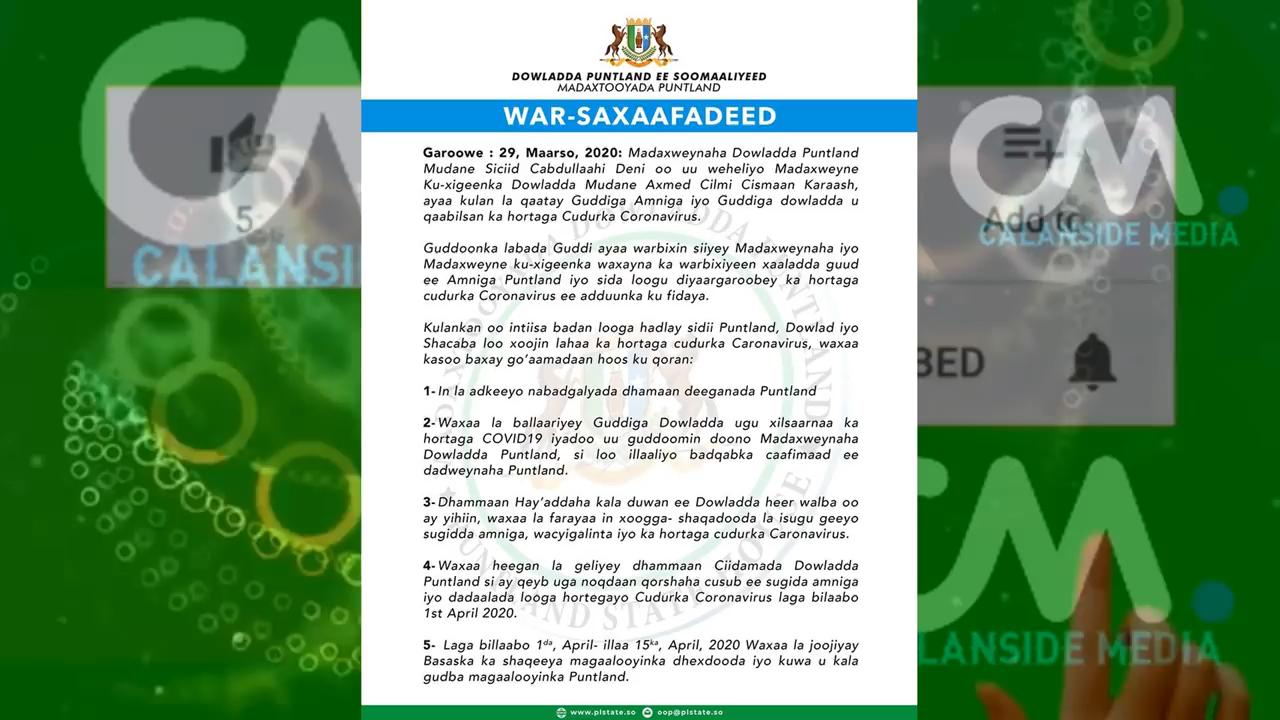 DOWLADDA PUNTLAND EE SOOMAALIYEED
MADAXTOOYADA PUNTLAND
WAR-SAXAAFADEED
Garoowe : 29, Maarso, 2020: Madaxweynaha Dowladda Puntland
Mudane Siciid Cabdullaahi Deni oo uu weheliyo Madaxweyne
Ku-xigeenka Dowladda Mudane Axmed Cilmi Cismaan Karaash,
ayaa kulan la qaatay Guddiga Amniga iyo Guddiga dowladda u
qaabilsan ka hortaga Cudurka Coronavirus.
Guddoonka labada Guddi ayaa warbixin siiyey Madaxweynaha iyo
Madaxweyne ku-xigeenka waxayna ka warbixiyeen xaaladda guud
ee Amniga Puntland iyo sida loogu diyaargaroobey ka hortaga
cudurka Coronavirus ee adduunka ku fidaya.
Kulankan oo intiisa badan looga hadlay sidii Puntland, Dowlad iyo
Shacaba loo xoojin lahaa ka hortaga cudurka Caronavirus, waxaa
kasoo baxay go'aamadaan hoos ku qoran:
1- In la adkeeyo nabadgalyada dhamaan deeganada Puntland
2- Waxaa la ballaariyey Guddiga Dowladda ugu xilsaarnaa ka
hortaga COVID19 iyadoo uu guddoomin doono Madaxweynaha
Dowladda Puntland, si loo illaaliyo badqabka caafimaad ee
dadweynaha Puntland.
3- Dhammaan Hay'addaha kala duwan ee Dowladda heer walba oo
ay yihiin, waxaa la farayaa in xoogga- shaqadooda la isugu geeyo
sugidda amniga, wacyigalinta iyo ka hortaga cudurka Caronavirus.
4- Waxaa heegan la geliyey dhammaan Ciidamada Dowladda
Puntland si ay qeyb uga noqdaan qorshaha cusub ee sugida amniga
iyo dadaalada looga hortegayo Cudurka Coronavirus laga bilaabo
1st April 2020.
5- Laga billaabo 1da, April- illaa 15ka, April, 2020 Waxaa la joojiyay
Basaska ka shaqeeya magaalooyinka dhexdooda iyo kuwa u kala
gudba magaalooyinka Puntland.
www.plstate.so oop@plstate.so
CM.
CALANSIDE MEDIA
Add to
BED
CM.
CALANSI
5
M.
LANSIDE MEDIA